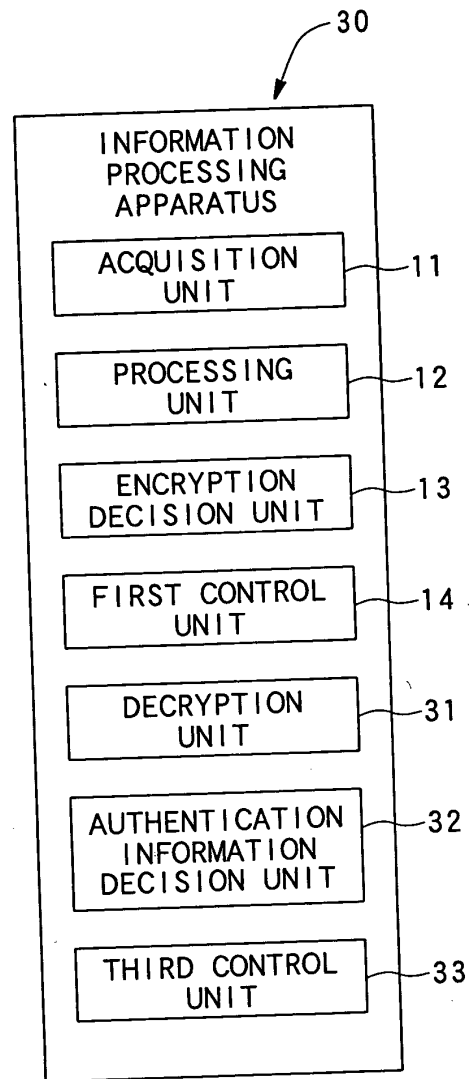 30
INFORMATION
PROCESSING
APPARATUS
ACQUISITION
UNIT
11
PROCESSING
UNIT
12
ENCRYPTION
DECISION UNIT
13
FIRST CONTROL
UNIT
14
DECRYPTION
UNIT
31
AUTHENTICATION
INFORMATION
DECISION UNIT
32
THIRD CONTROL
UNIT
33